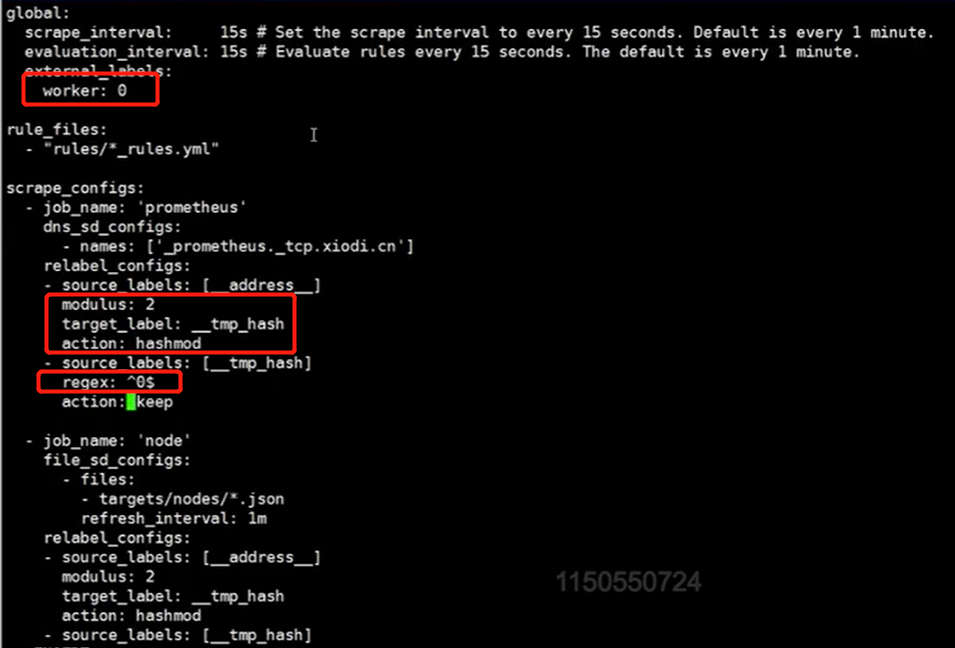 global:
  scrape_interval:     15s # Set the scrape interval to every 15 seconds. Default is every 1 minute.
  evaluation_interval: 15s # Evaluate rules every 15 seconds. The default is every 1 minute.
  external_labels:
    worker: 0

rule_files:
  - "rules/*_rules.yml"

scrape_configs:
  - job_name: 'prometheus'
    dns_sd_configs:
      - names: ['_prometheus._tcp.xiodi.cn']
    relabel_configs:
    - source_labels: [__address__]
      modulus: 2
      target_label: __tmp_hash
      action: hashmod
    - source_labels: [__tmp_hash]
      regex: ^0$
      action: keep

  - job_name: 'node'
    file_sd_configs:
      - files:
        - targets/nodes/*.json
        refresh_interval: 1m
    relabel_configs:
    - source_labels: [__address__]
      modulus: 2
      target_label: __tmp_hash
      action: hashmod
    - source_labels: [__tmp_hash]
1150550724